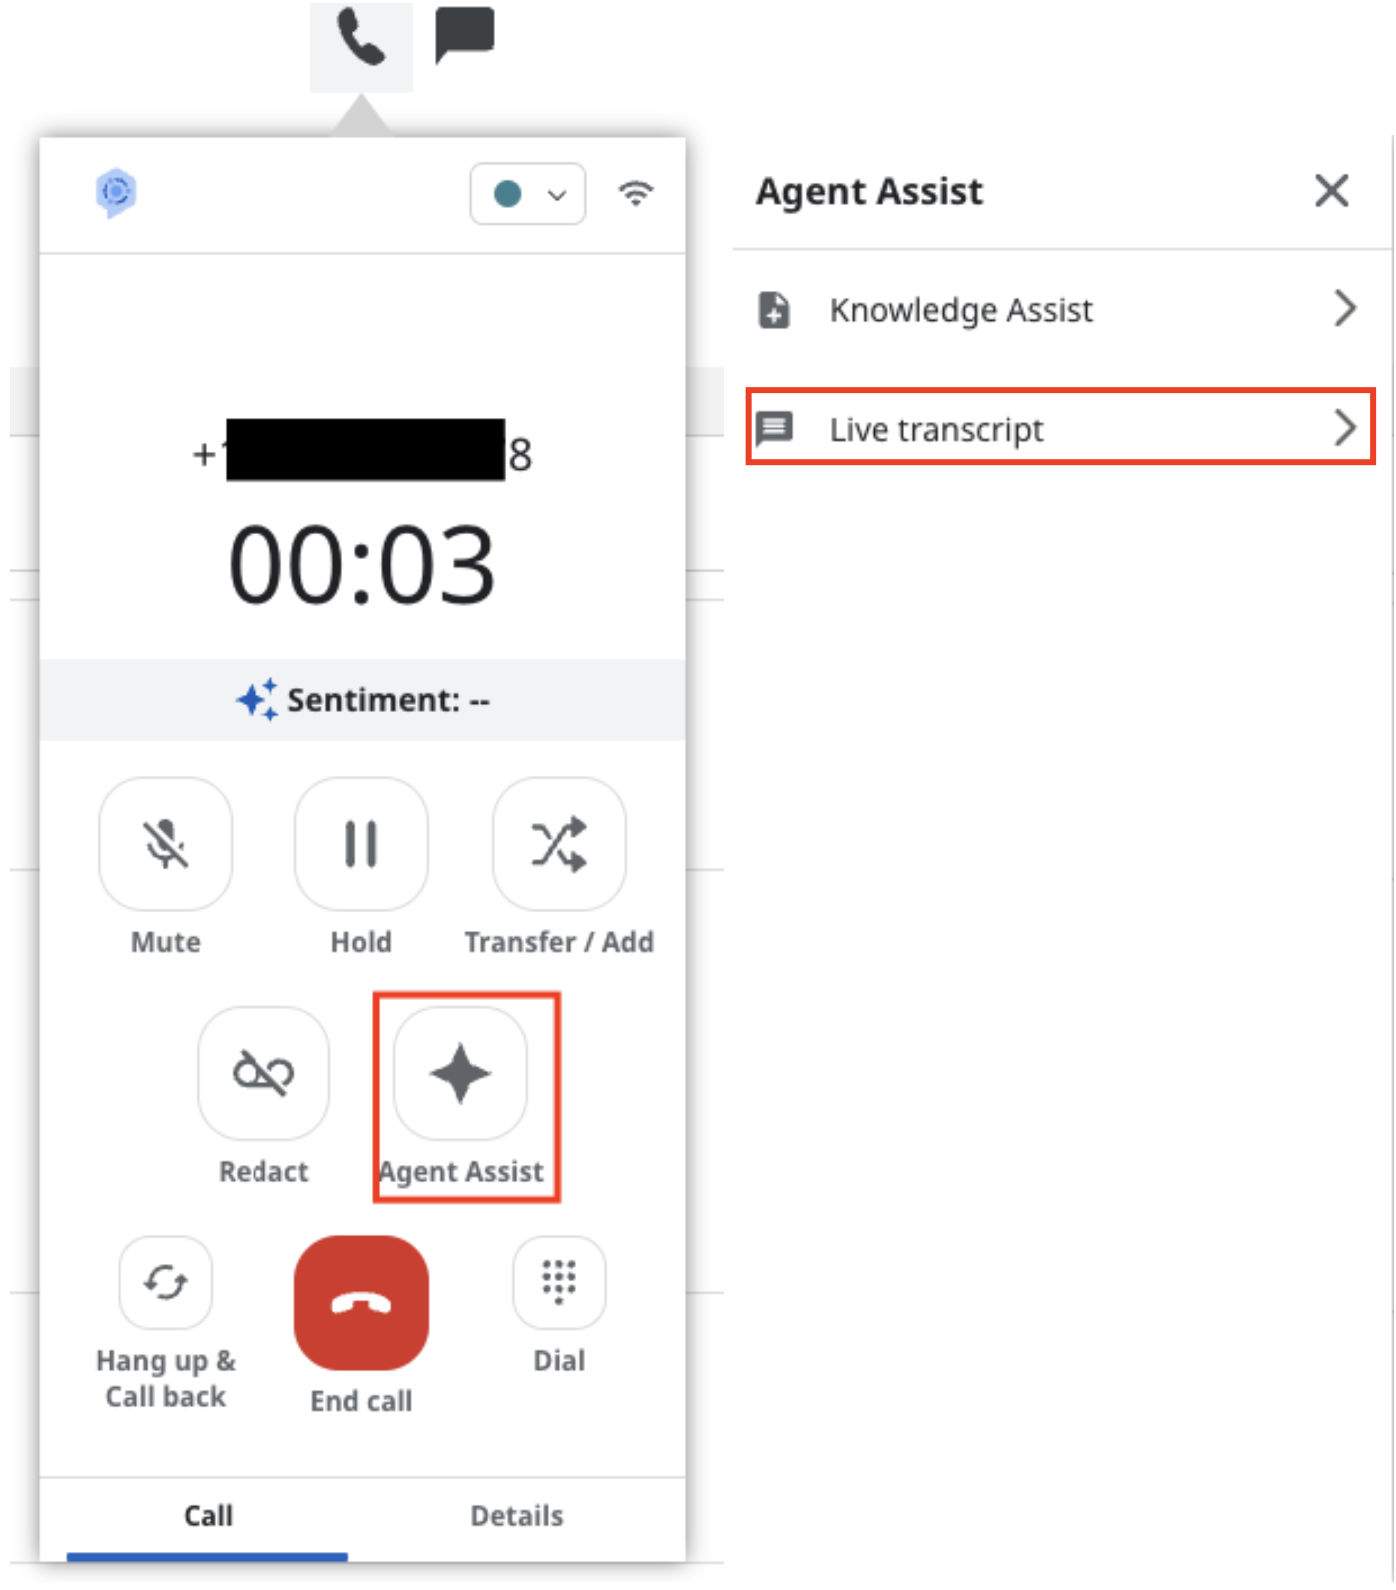 Agent Assist
Knowledge Assist
Live transcript
+1 8
00:03
Sentiment: --
Mute
Hold
Transfer / Add
Redact
Agent Assist
Hang up &
Call back
End call
Dial
Call
Details